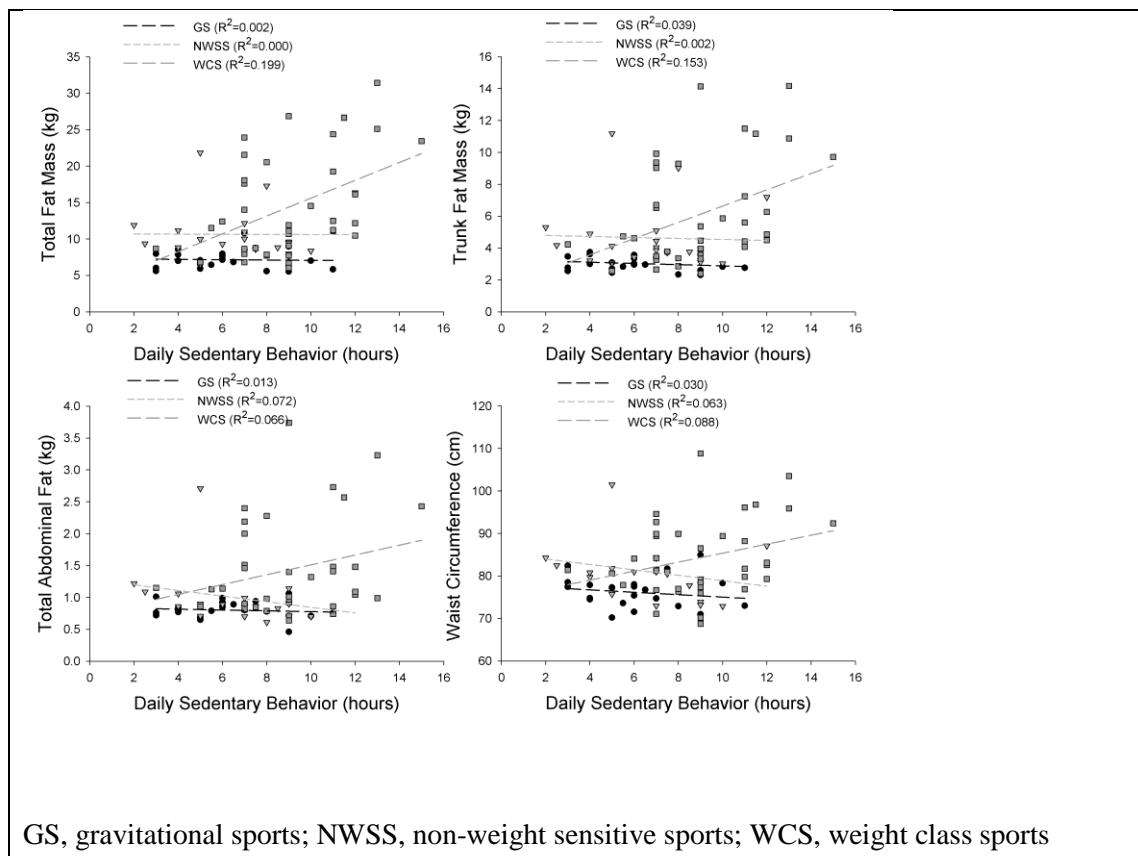 GS (R²=0.002)
NWSS (R²=0.000)
WCS (R²=0.199)
Total Fat Mass (kg)
35
30
25
20
15
10
5
0
0 2 4 6 8 10 12 14 16
Daily Sedentary Behavior (hours)
GS (R²=0.039)
NWSS (R²=0.002)
WCS (R²=0.153)
Trunk Fat Mass (kg)
16
14
12
10
8
6
4
2
0
0 2 4 6 8 10 12 14 16
Daily Sedentary Behavior (hours)
GS (R²=0.013)
NWSS (R²=0.072)
WCS (R²=0.066)
Total Abdominal Fat (kg)
4.0
3.5
3.0
2.5
2.0
1.5
1.0
0.5
0.0
0 2 4 6 8 10 12 14 16
Daily Sedentary Behavior (hours)
GS (R²=0.030)
NWSS (R²=0.063)
WCS (R²=0.088)
Waist Circumference (cm)
120
110
100
90
80
70
60
0 2 4 6 8 10 12 14 16
Daily Sedentary Behavior (hours)
GS, gravitational sports; NWSS, non-weight sensitive sports; WCS, weight class sports